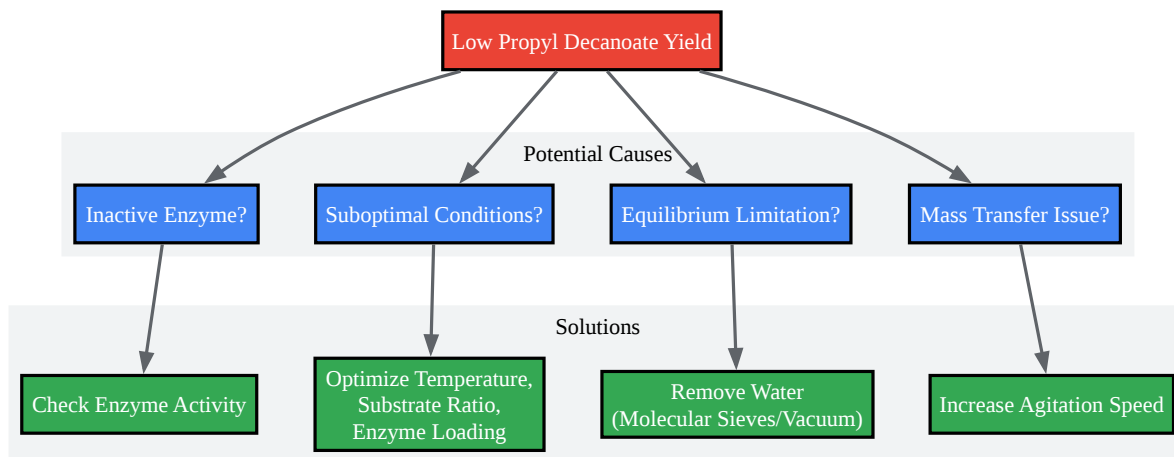 Low Propyl Decanoate Yield
Potential Causes
Inactive Enzyme?
Suboptimal Conditions?
Equilibrium Limitation?
Mass Transfer Issue?
Solutions
Check Enzyme Activity
Optimize Temperature,
Substrate Ratio,
Enzyme Loading
Remove Water
(Molecular Sieves/Vacuum)
Increase Agitation Speed